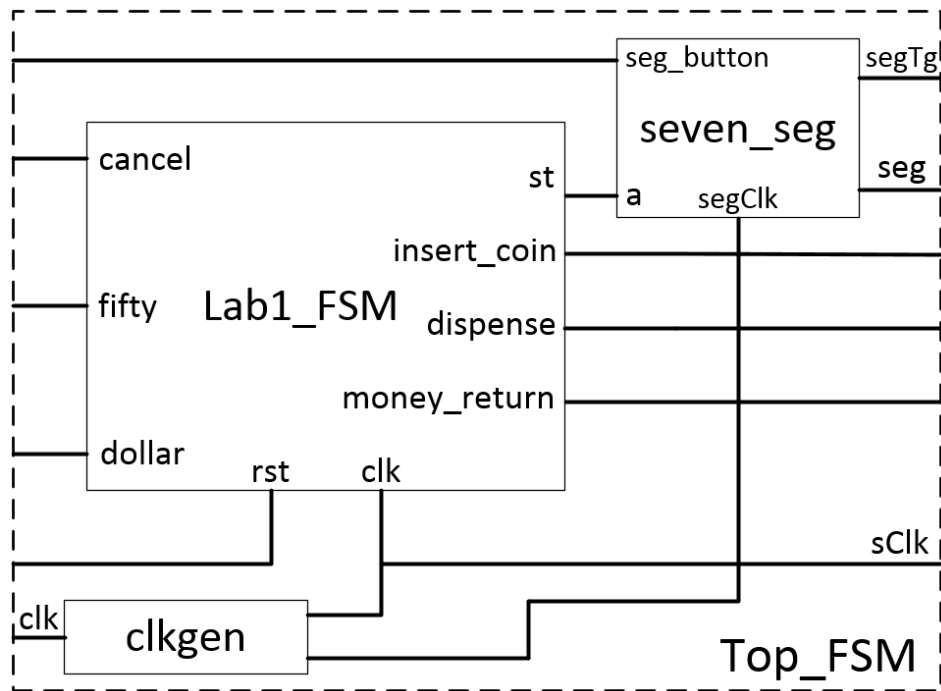 seg_button
segTg
seven_seg
cancel
st
a
segClk
seg
insert_coin
fifty
Lab1_FSM
dispense
money_return
dollar
rst
clk
sClk
clk
clkgen
Top_FSM